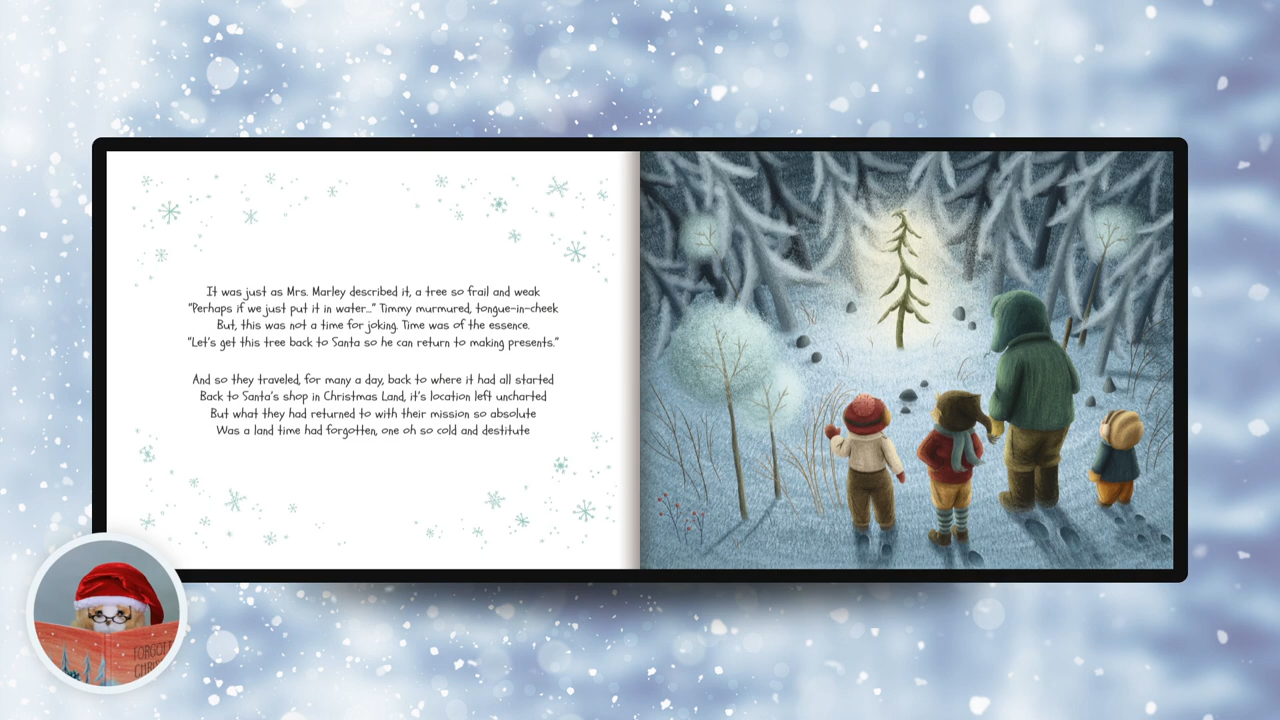 It was just as Mrs. Marley described it, a tree so frail and weak
"Perhaps if we just put it in water..." Timmy murmured, tongue-in-cheek
But, this was not a time for joking. Time was of the essence.
"Let's get this tree back to Santa so he can return to making presents."
And so they traveled, for many a day, back to where it had all started
Back to Santa's shop in Christmas Land, it's location left uncharted
But what they had returned to with their mission so absolute
Was a land time had forgotten, one oh so cold and destitute